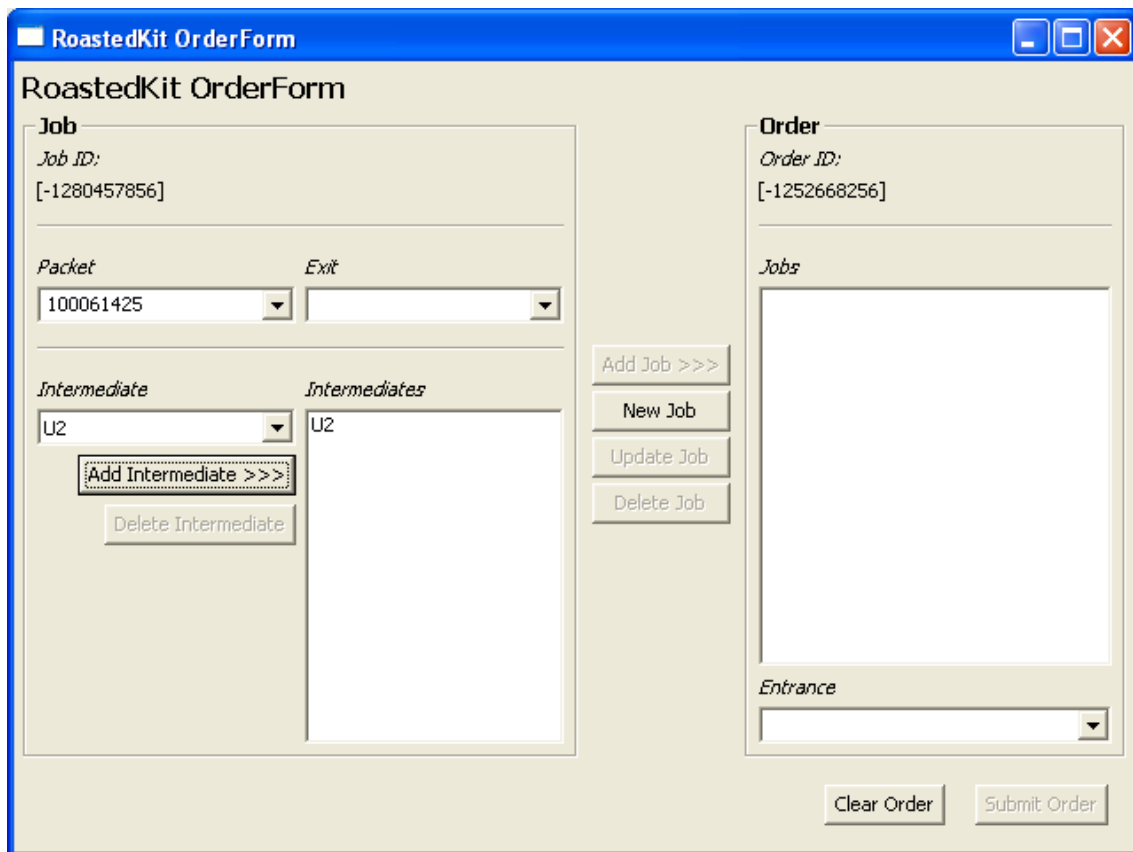 RoastedKit OrderForm
RoastedKit OrderForm
Job
Job ID:
[-1280457856]
Packet Exit
100061425
Intermediate Intermediates
U2 U2
Add Intermediate >>>
Delete Intermediate
Add Job >>>
New Job
Update Job
Delete Job
Order
Order ID:
[-1252668256]
Jobs
Entrance
Clear Order Submit Order